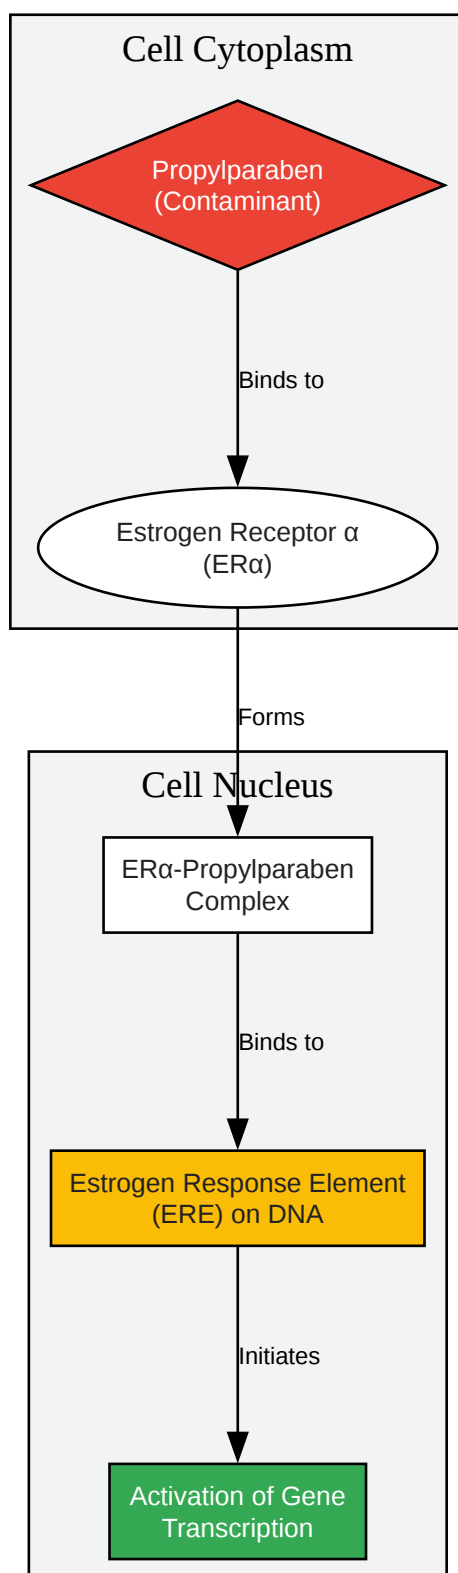 Cell Cytoplasm
Propylparaben
(Contaminant)
Binds to
Estrogen Receptor α
(ERα)
Forms
Cell Nucleus
ERα-Propylparaben
Complex
Binds to
Estrogen Response Element
(ERE) on DNA
Initiates
Activation of Gene
Transcription